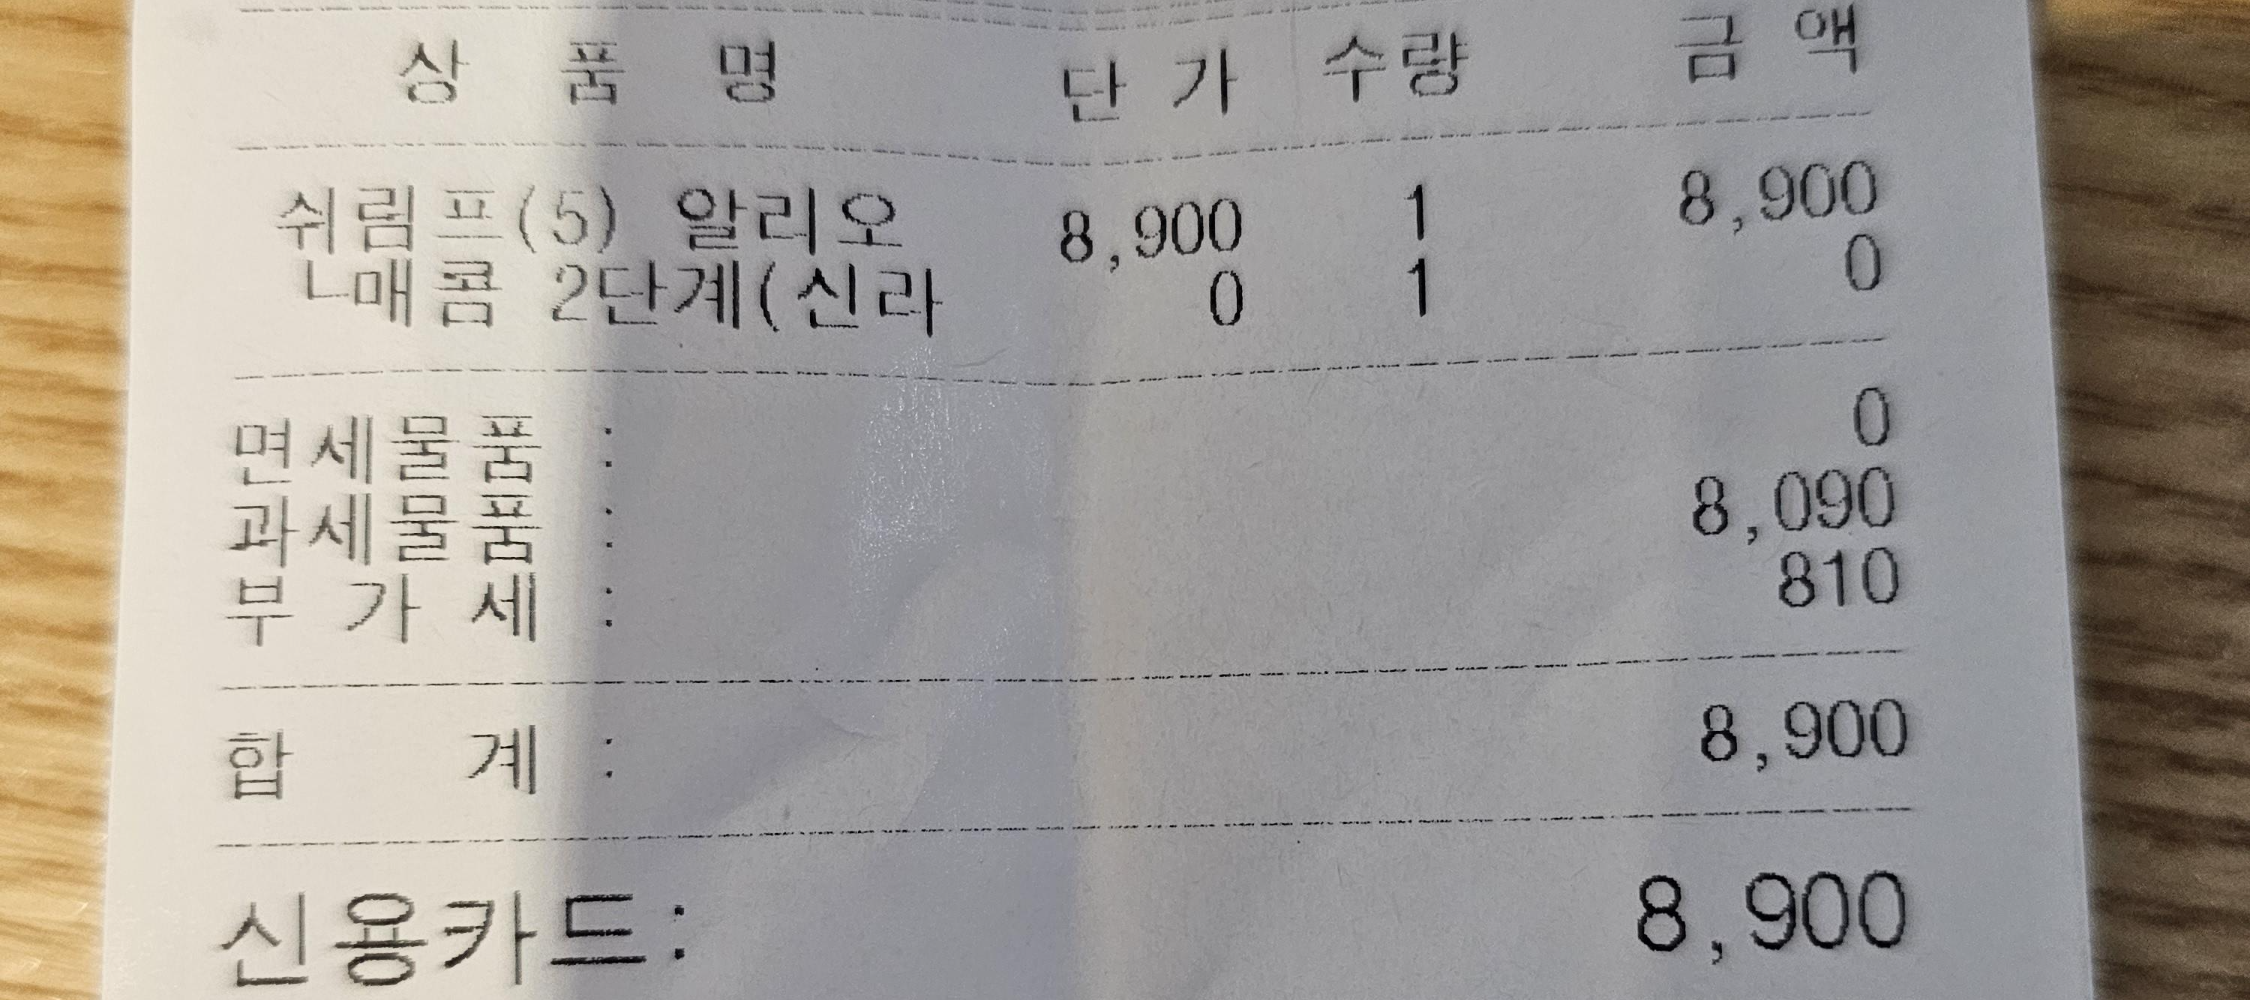 상 품 명 단 가 수량 금 액
쉬림프(5) 알리오 8,900 1 8,900
└매콤 2단계(신라 0 1 0
면세물품 : 0
과세물품 : 8,090
부 가 세 : 810
합 계 : 8,900
신용카드: 8,900